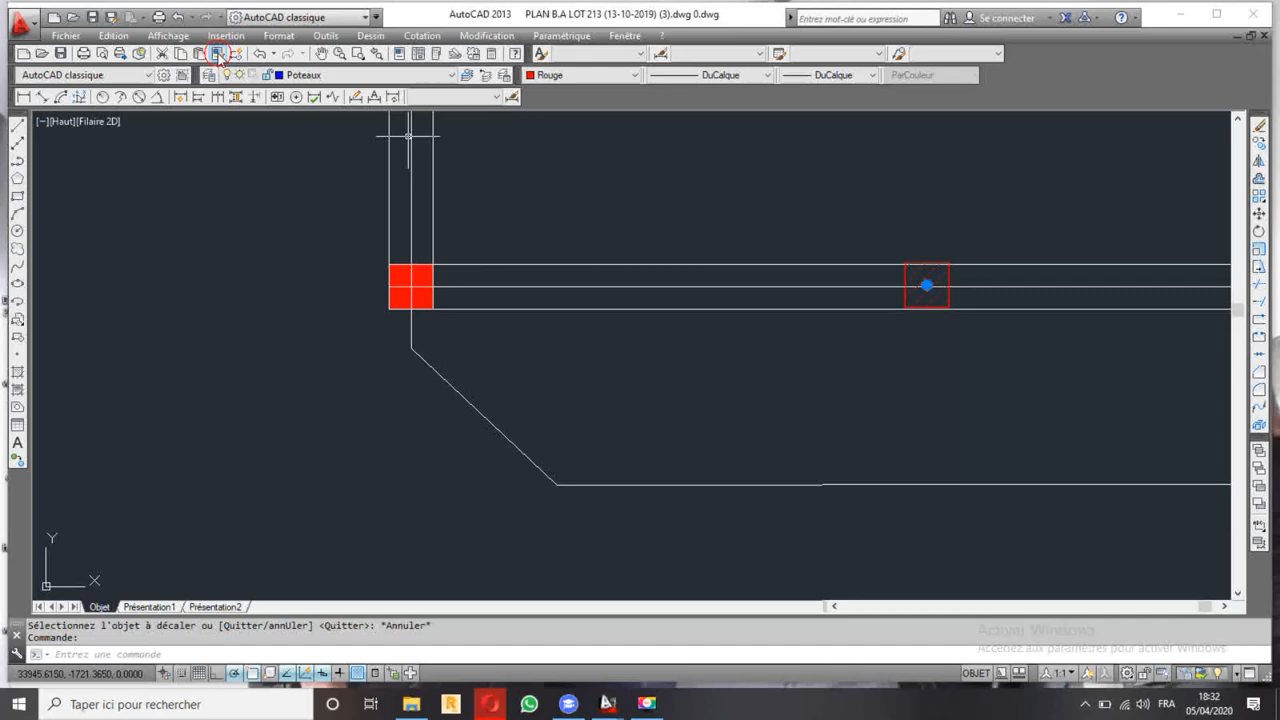 AutoCAD classique
AutoCAD 2013 PLAN B.A LOT 213 (13-10-2019) (3).dwg 0.dwg
Entrez mot-clé ou expression
Se connecter
Fichier Edition Affichage Insertion Format Outils Dessin Cotation Modification Paramétrique Fenêtre ?
AutoCAD classique
Poteaux
Rouge
DuCalque
DuCalque
ParCouleur
[−][Haut][Filaire 2D]
Y
X
Objet Présentation1 Présentation2
Sélectionnez l'objet à décaler ou [Quitter/annUler] <Quitter>: *Annuler*
Commande:
Entrez une commande
Activer Windows
Accédez aux paramètres pour activer Windows.
33945.6150, -1721.3650, 0.0000
OBJET
1:1
Taper ici pour rechercher
FRA
18:32
05/04/2020